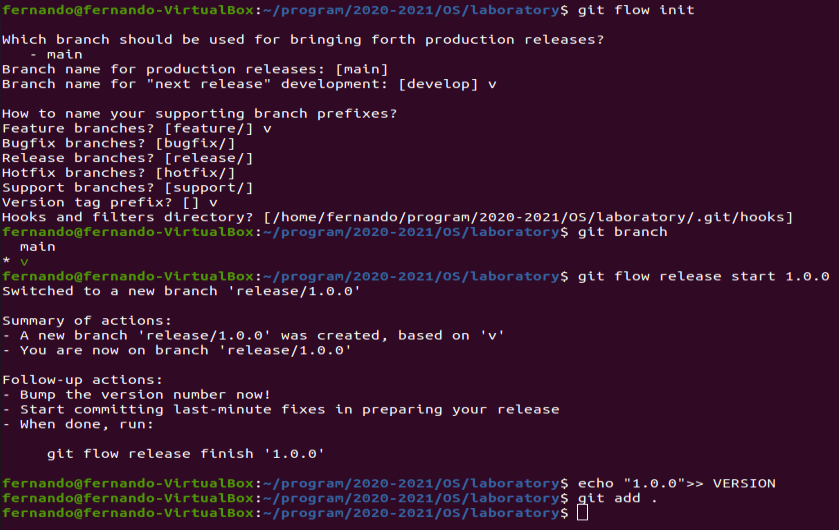 fernando@fernando-VirtualBox:~/program/2020-2021/OS/laboratory$ git flow init
Which branch should be used for bringing forth production releases?
   - main
Branch name for production releases: [main]
Branch name for "next release" development: [develop] v
How to name your supporting branch prefixes?
Feature branches? [feature/] v
Bugfix branches? [bugfix/]
Release branches? [release/]
Hotfix branches? [hotfix/]
Support branches? [support/]
Version tag prefix? [] v
Hooks and filters directory? [/home/fernando/program/2020-2021/OS/laboratory/.git/hooks]
fernando@fernando-VirtualBox:~/program/2020-2021/OS/laboratory$ git branch
  main
* v
fernando@fernando-VirtualBox:~/program/2020-2021/OS/laboratory$ git flow release start 1.0.0
Switched to a new branch 'release/1.0.0'
Summary of actions:
- A new branch 'release/1.0.0' was created, based on 'v'
- You are now on branch 'release/1.0.0'
Follow-up actions:
- Bump the version number now!
- Start committing last-minute fixes in preparing your release
- When done, run:
     git flow release finish '1.0.0'
fernando@fernando-VirtualBox:~/program/2020-2021/OS/laboratory$ echo "1.0.0">> VERSION
fernando@fernando-VirtualBox:~/program/2020-2021/OS/laboratory$ git add .
fernando@fernando-VirtualBox:~/program/2020-2021/OS/laboratory$